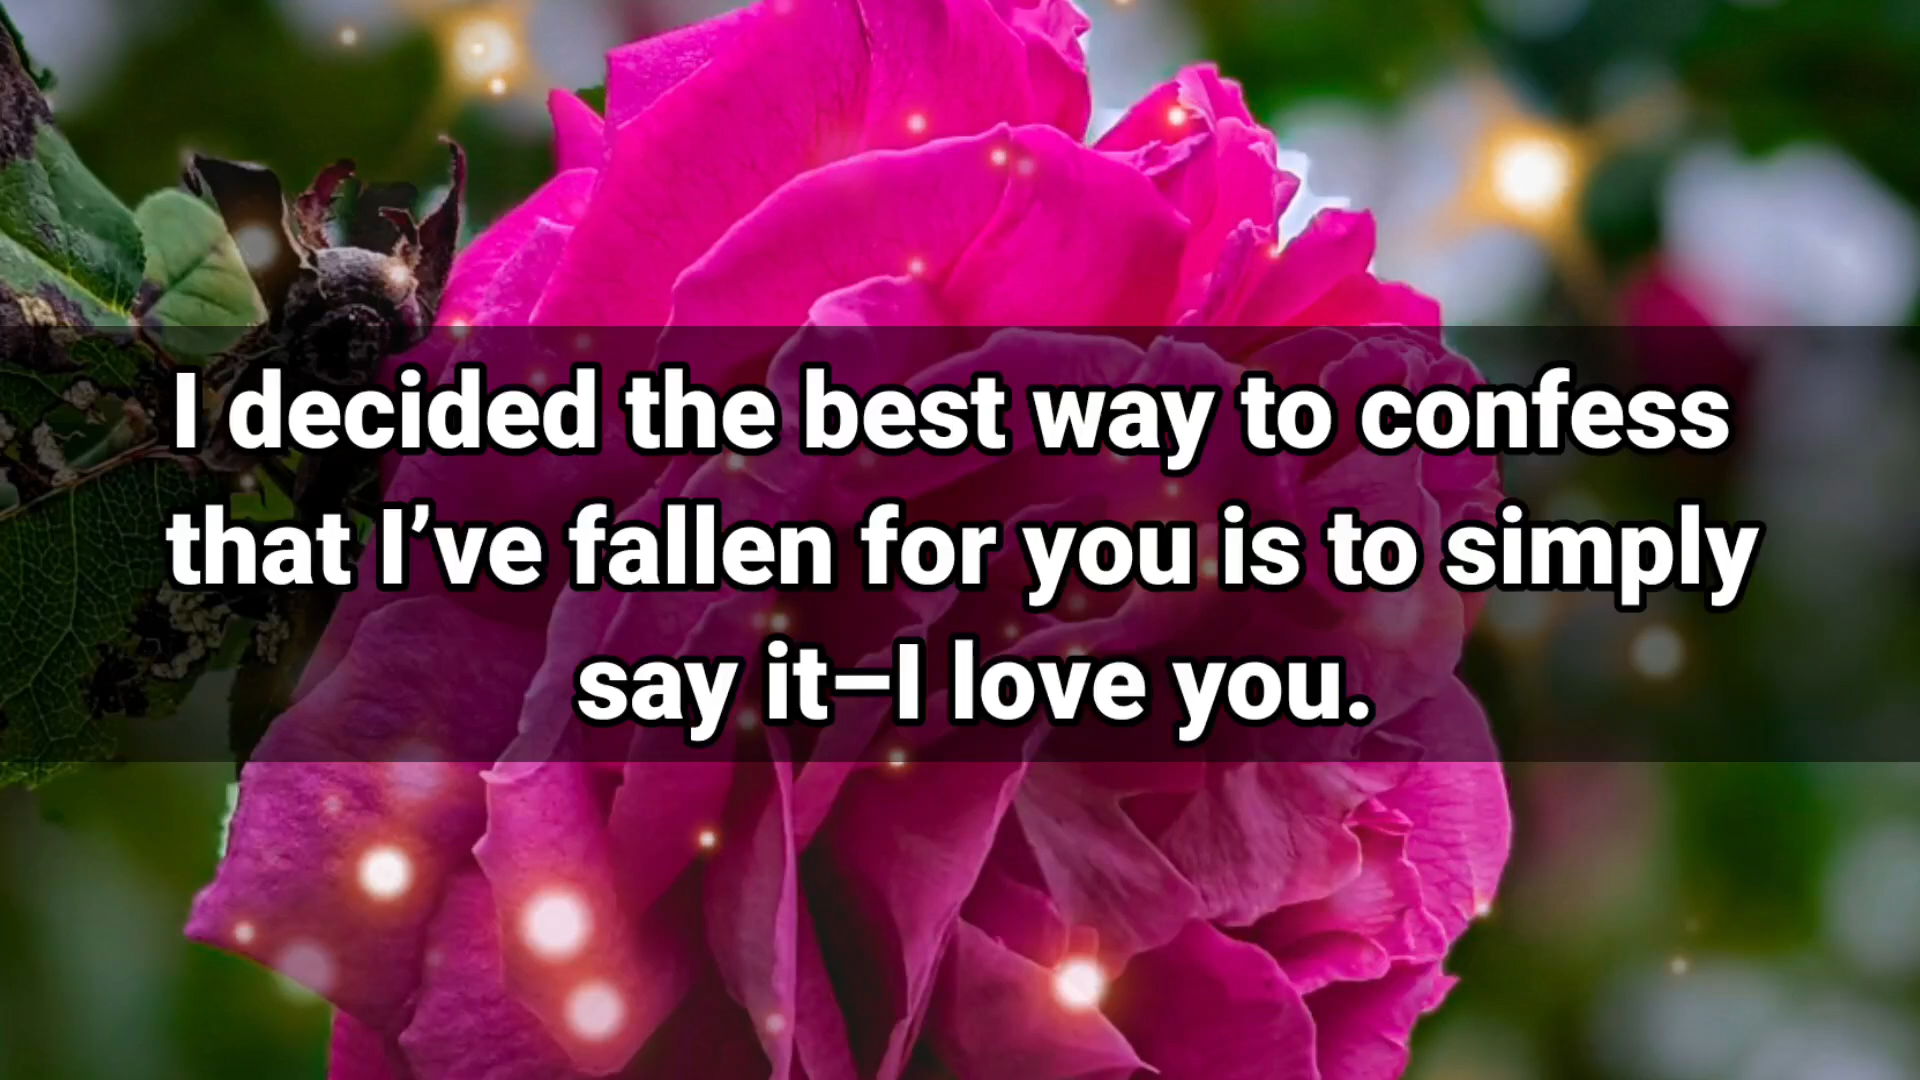 I decided the best way to confess
that I’ve fallen for you is to simply
say it–I love you.